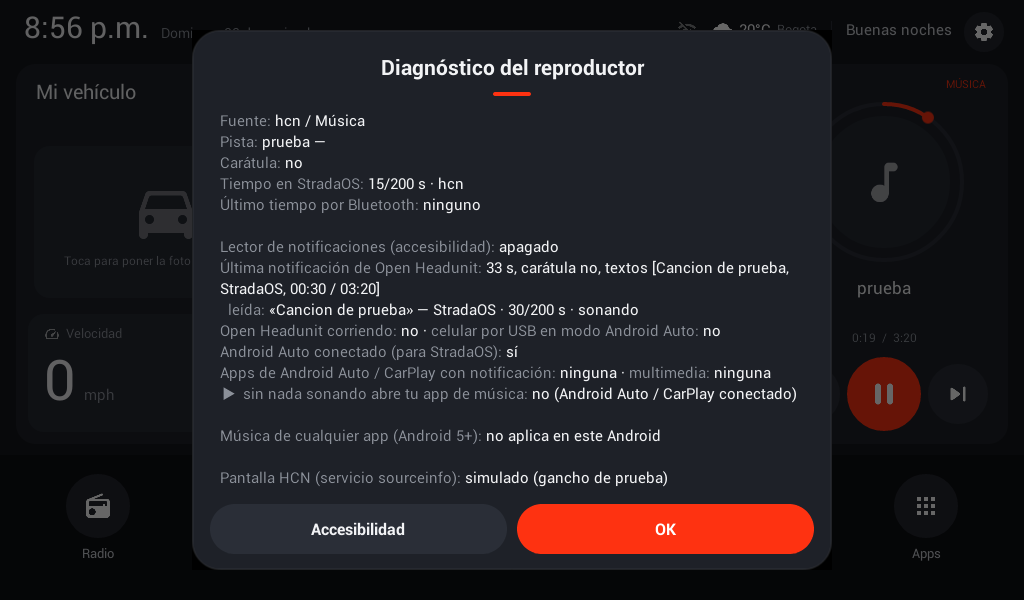 8:56 p.m.
20°C Bogota
Buenas noches
Mi vehículo
MÚSICA
Diagnóstico del reproductor
Fuente: hcn / Música
Pista: prueba —
Carátula: no
Tiempo en StradaOS: 15/200 s · hcn
Último tiempo por Bluetooth: ninguno
Lector de notificaciones (accesibilidad): apagado
Última notificación de Open Headunit: 33 s, carátula no, textos [Cancion de prueba,
StradaOS, 00:30 / 03:20]
leída: «Cancion de prueba» — StradaOS · 30/200 s · sonando
Open Headunit corriendo: no · celular por USB en modo Android Auto: no
Android Auto conectado (para StradaOS): sí
Apps de Android Auto / CarPlay con notificación: ninguna · multimedia: ninguna
▶ sin nada sonando abre tu app de música: no (Android Auto / CarPlay conectado)
Música de cualquier app (Android 5+): no aplica en este Android
Pantalla HCN (servicio sourceinfo): simulado (gancho de prueba)
Accesibilidad
OK
Toca para poner la foto
Velocidad
0 mph
prueba
0:19 / 3:20
Radio
Apps